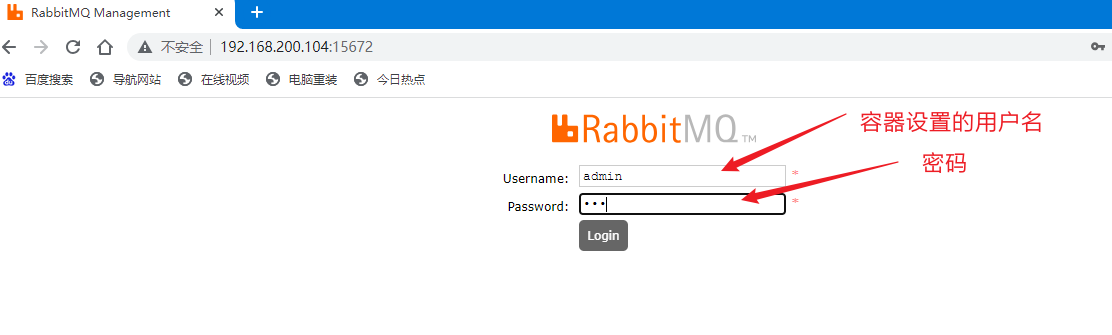 RabbitMQ Management
不安全 | 192.168.200.104:15672
百度搜索 导航网站 在线视频 电脑重装 今日热点
RabbitMQ™
容器设置的用户名
密码
Username: admin *
Password: ••• *
Login